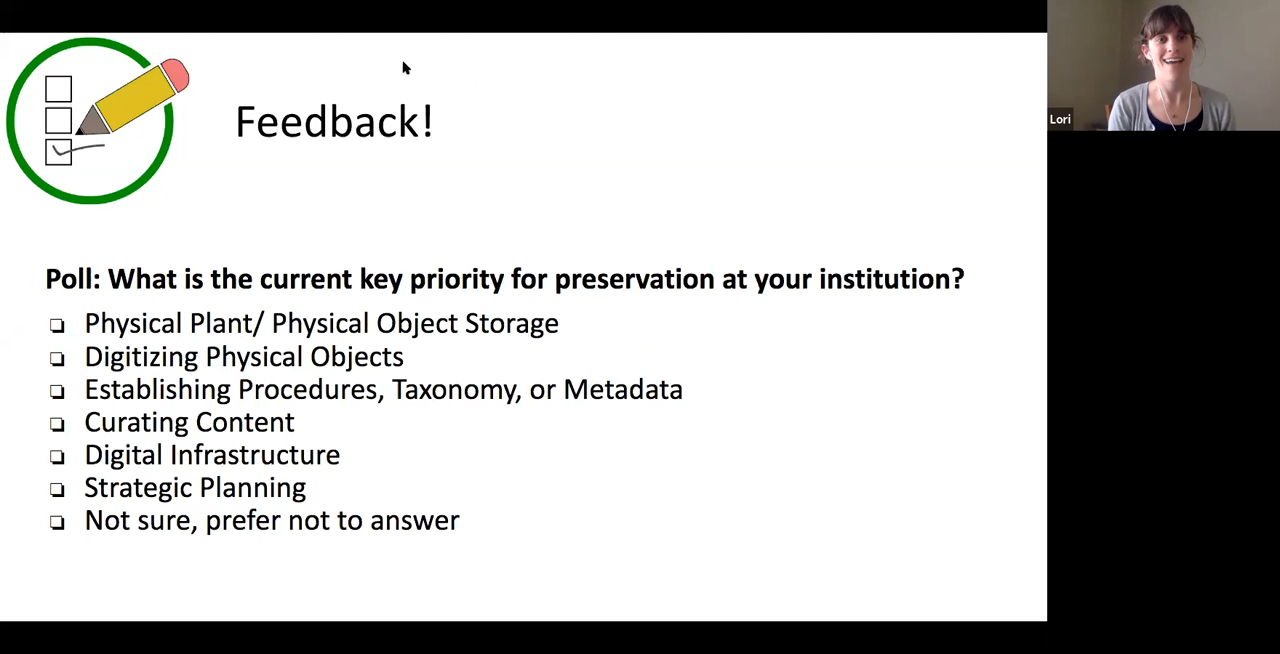 Feedback!
Lori
Poll: What is the current key priority for preservation at your institution?
Physical Plant/ Physical Object Storage
Digitizing Physical Objects
Establishing Procedures, Taxonomy, or Metadata
Curating Content
Digital Infrastructure
Strategic Planning
Not sure, prefer not to answer